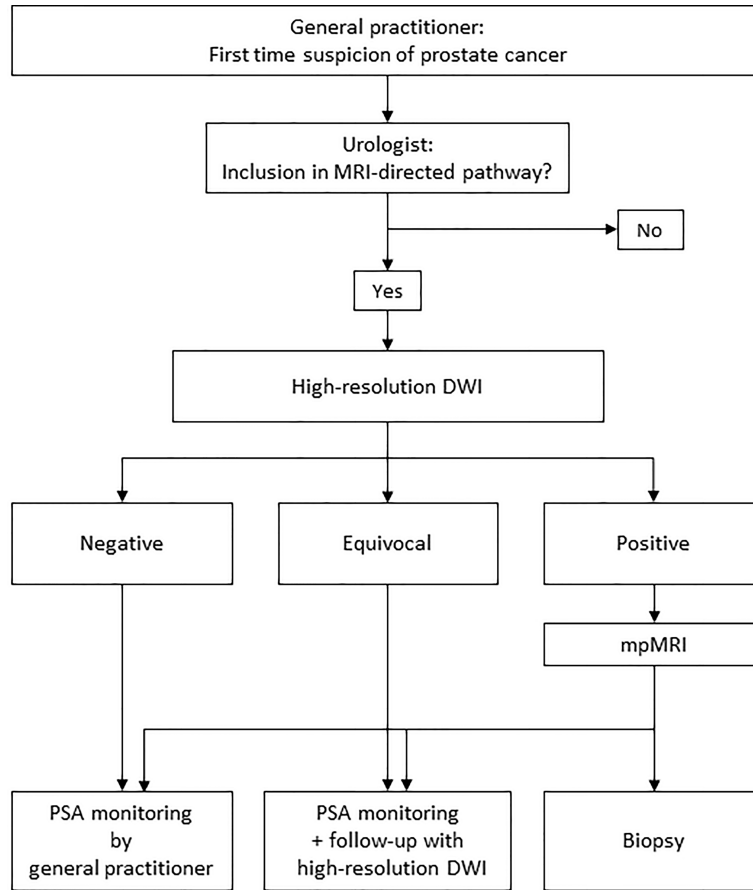 General practitioner:
First time suspicion of prostate cancer
Urologist:
Inclusion in MRI-directed pathway?
No
Yes
High-resolution DWI
Negative
Equivocal
Positive
mpMRI
PSA monitoring
by
general practitioner
PSA monitoring
+ follow-up with
high-resolution DWI
Biopsy